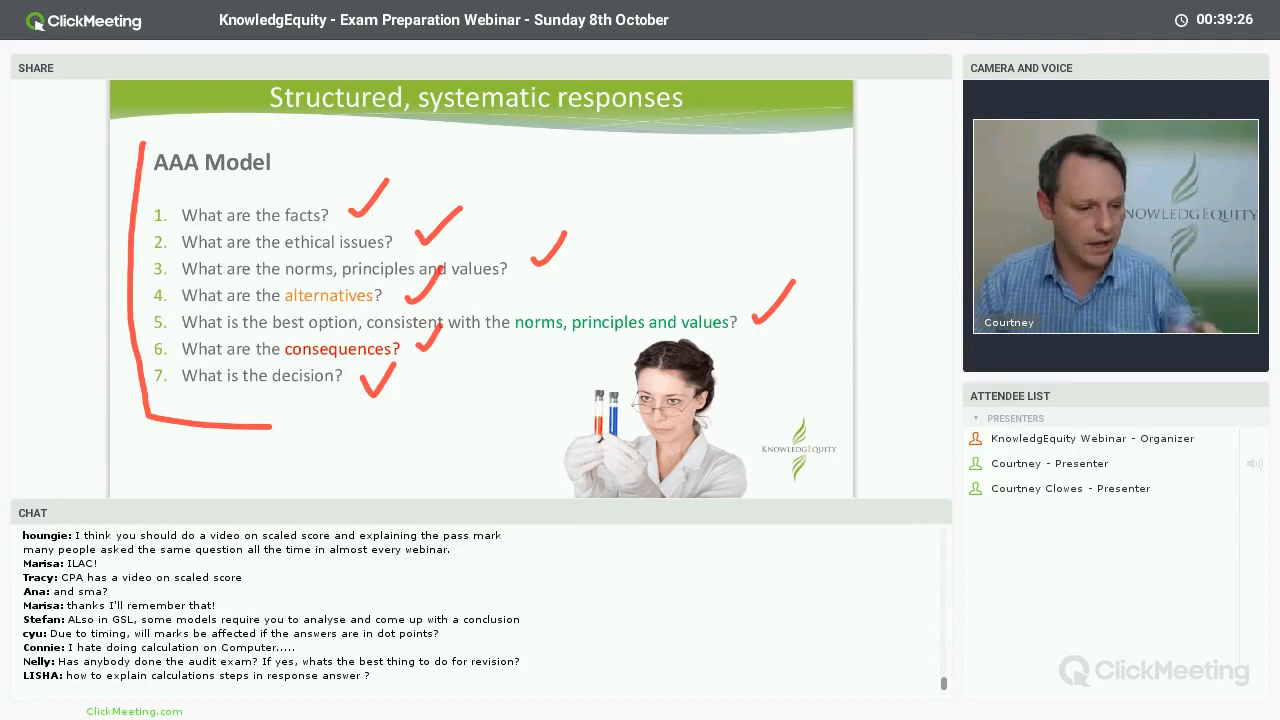 ClickMeeting
KnowledgEquity - Exam Preparation Webinar - Sunday 8th October
00:39:26
SHARE
Structured, systematic responses
AAA Model
1. What are the facts?
2. What are the ethical issues?
3. What are the norms, principles and values?
4. What are the alternatives?
5. What is the best option, consistent with the norms, principles and values?
6. What are the consequences?
7. What is the decision?
KNOWLEDGEQUITY
CAMERA AND VOICE
KNOWLEDGEQUITY
Courtney
ATTENDEE LIST
PRESENTERS
KnowledgEquity Webinar - Organizer
Courtney - Presenter
Courtney Clowes - Presenter
CHAT
houngie: I think you should do a video on scaled score and explaining the pass mark
many people asked the same question all the time in almost every webinar.
Marisa: ILAC!
Tracy: CPA has a video on scaled score
Ana: and sma?
Marisa: thanks I'll remember that!
Stefan: ALso in GSL, some models require you to analyse and come up with a conclusion
cyu: Due to timing, will marks be affected if the answers are in dot points?
Connie: I hate doing calculation on Computer.....
Nelly: Has anybody done the audit exam? If yes, whats the best thing to do for revision?
LISHA: how to explain calculations steps in response answer ?
ClickMeeting
ClickMeeting.com